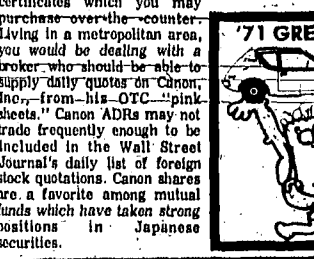 certificates which you may
purchase over-the-counter.
Living in a metropolitan area,
you would be dealing with a
broker who should be able to
supply daily quotes on Canon,
Inc., from his OTC "pink
sheets." Canon ADRs may not
trade frequently enough to be
included in the Wall Street
Journal's daily list of foreign
stock quotations. Canon shares
are a favorite among mutual
funds which have taken strong
positions in Japanese
securities.
'71 GRE